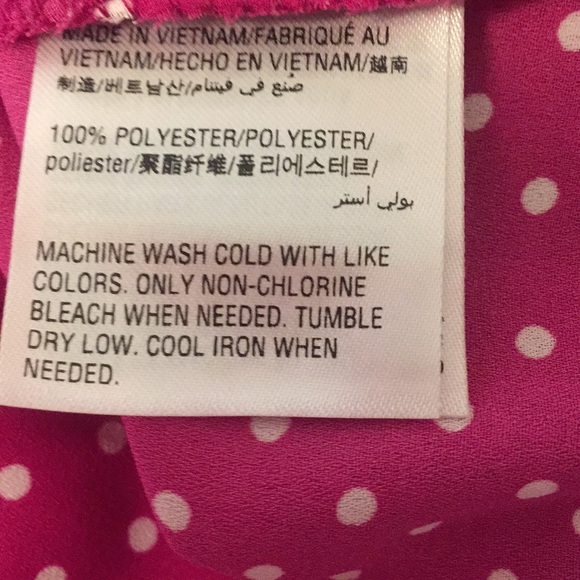 MADE IN VIETNAM/FABRIQUÉ AU
VIETNAM/HECHO EN VIETNAM/越南
制造/베트남산/صُنع في فيتنام
100% POLYESTER/POLYESTER/
poliester/聚酯纤维/폴리에스테르/
بولي أستر
MACHINE WASH COLD WITH LIKE
COLORS. ONLY NON-CHLORINE
BLEACH WHEN NEEDED. TUMBLE
DRY LOW. COOL IRON WHEN
NEEDED.